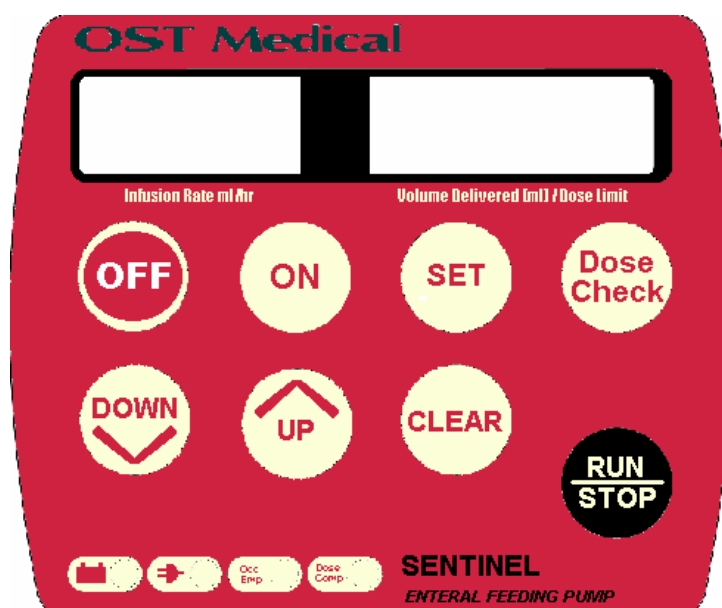 OST Medical
Infusion Rate ml/hr
Volume Delivered (ml) / Dose Limit
OFF
ON
SET
Dose
Check
DOWN
UP
CLEAR
RUN
STOP
Occ
Emp
Dose
Comp
SENTINEL
ENTERAL FEEDING PUMP